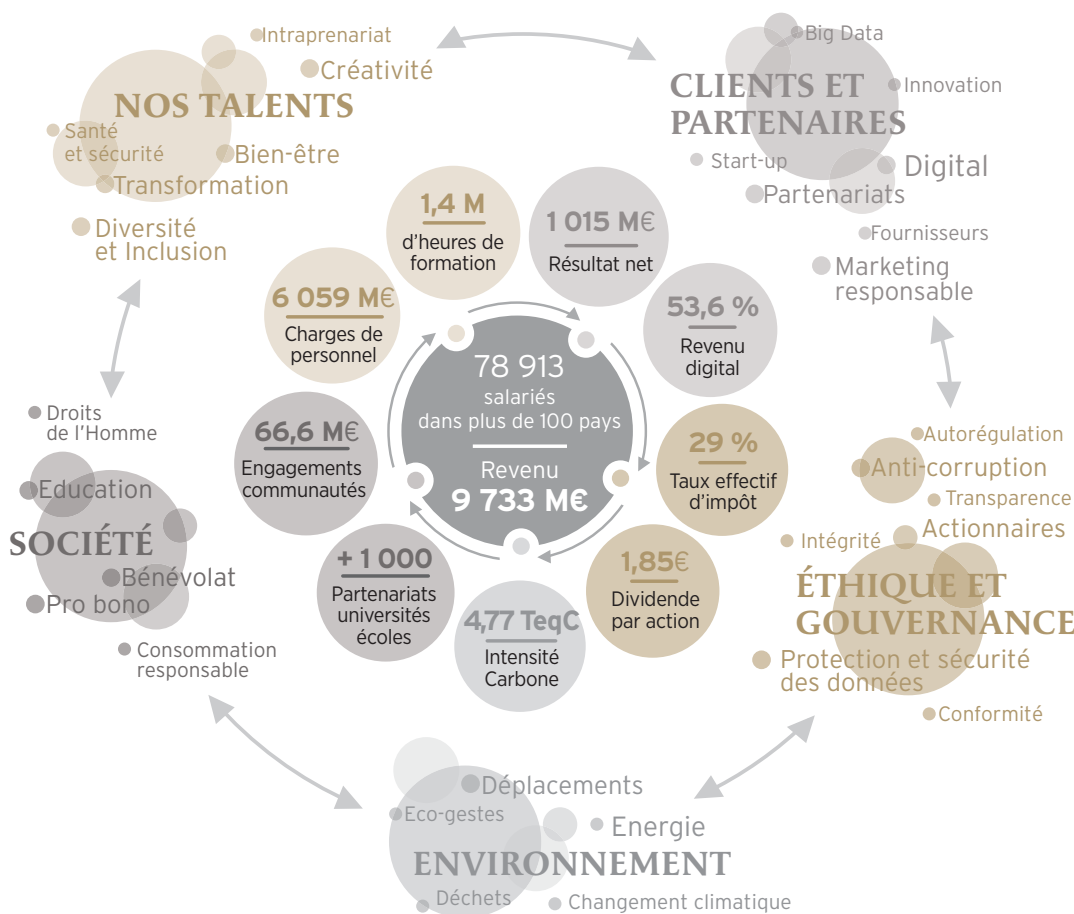 Intraprenariat
Créativité
NOS TALENTS
Santé
et sécurité
Bien-être
Transformation
Diversité
et Inclusion
Big Data
CLIENTS ET
PARTENAIRES
Innovation
Start-up
Digital
Partenariats
Fournisseurs
Marketing
responsable
1,4 M
d'heures de
formation
1 015 M€
Résultat net
6 059 M€
Charges de
personnel
53,6 %
Revenu
digital
78 913
salariés
dans plus de 100 pays
Revenu
9 733 M€
66,6 M€
Engagements
communautés
29 %
Taux effectif
d'impôt
+ 1 000
Partenariats
universités
écoles
4,77 TeqC
Intensité
Carbone
1,85€
Dividende
par action
Droits
de l'Homme
Education
SOCIÉTÉ
Bénévolat
Pro bono
Consommation
responsable
Autorégulation
Anti-corruption
Transparence
Actionnaires
Intégrité
ÉTHIQUE ET
GOUVERNANCE
Protection et sécurité
des données
Conformité
Déplacements
Eco-gestes
Energie
ENVIRONNEMENT
Déchets
Changement climatique